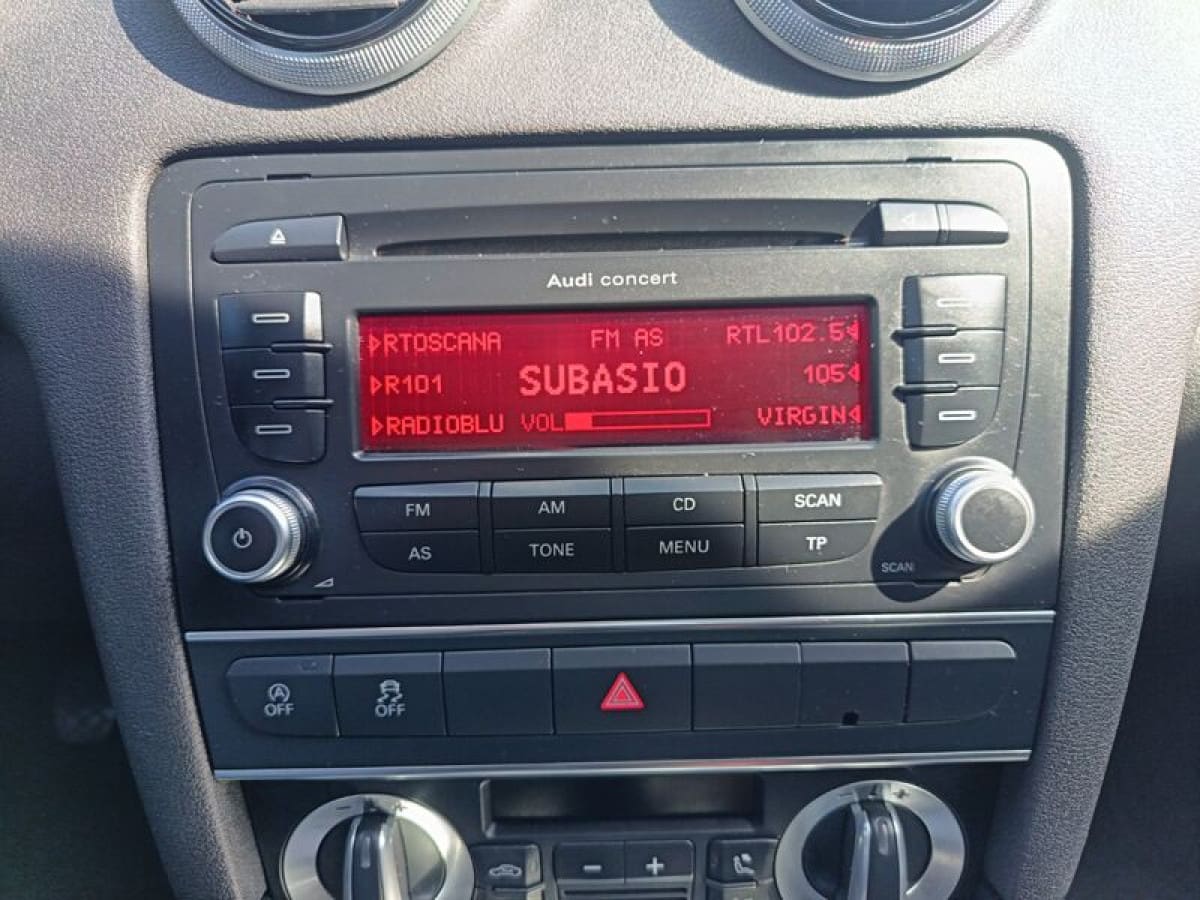 Audi concert
RTOSCANA FM AS RTL102.5
R101 SUBASIO 105
RADIOBLU VOL VIRGIN
FM AM CD SCAN
AS TONE MENU TP
SCAN
A
OFF OFF
- +
- +
- +